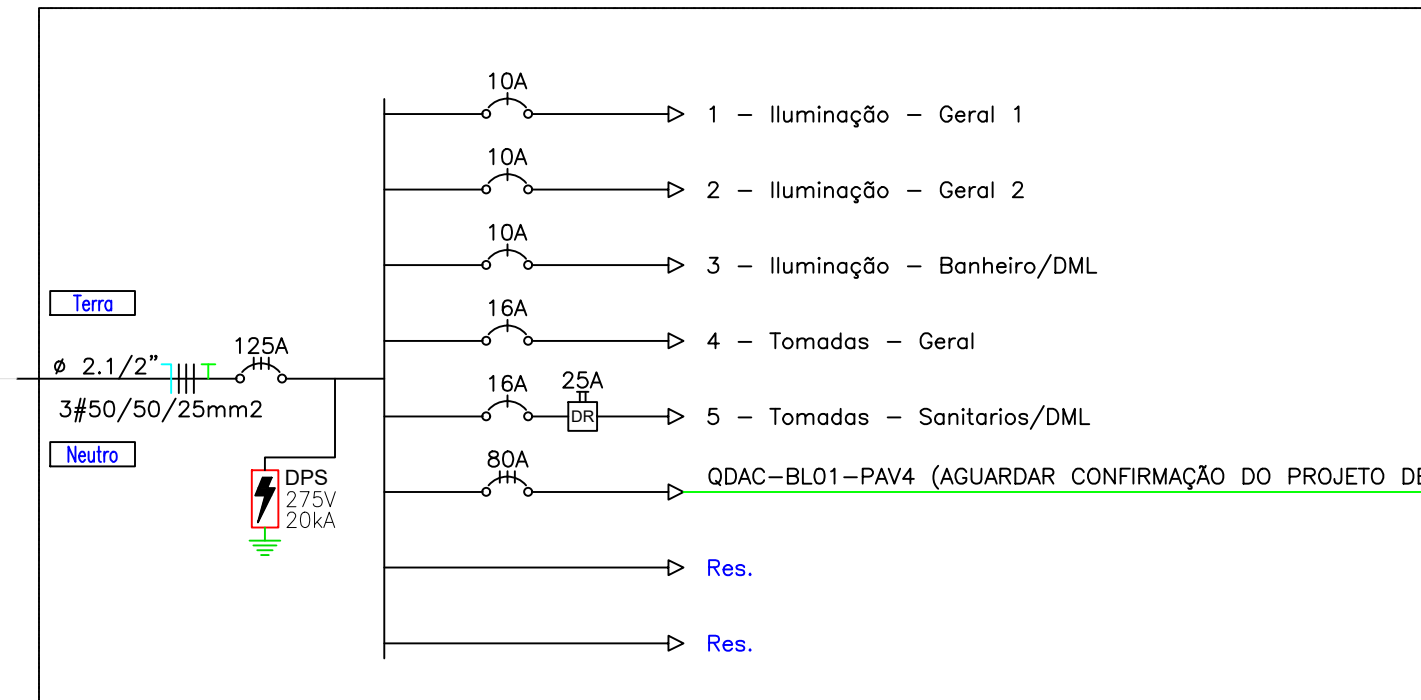 10A
1 – Iluminação – Geral 1
10A
2 – Iluminação – Geral 2
10A
3 – Iluminação – Banheiro/DML
Terra
16A
4 – Tomadas – Geral
ø 2.1/2"
125A
3#50/50/25mm2
16A
25A
DR
5 – Tomadas – Sanitarios/DML
Neutro
80A
QDAC–BL01–PAV4 (AGUARDAR CONFIRMAÇÃO DO PROJETO DE
DPS
275V
20kA
Res.
Res.